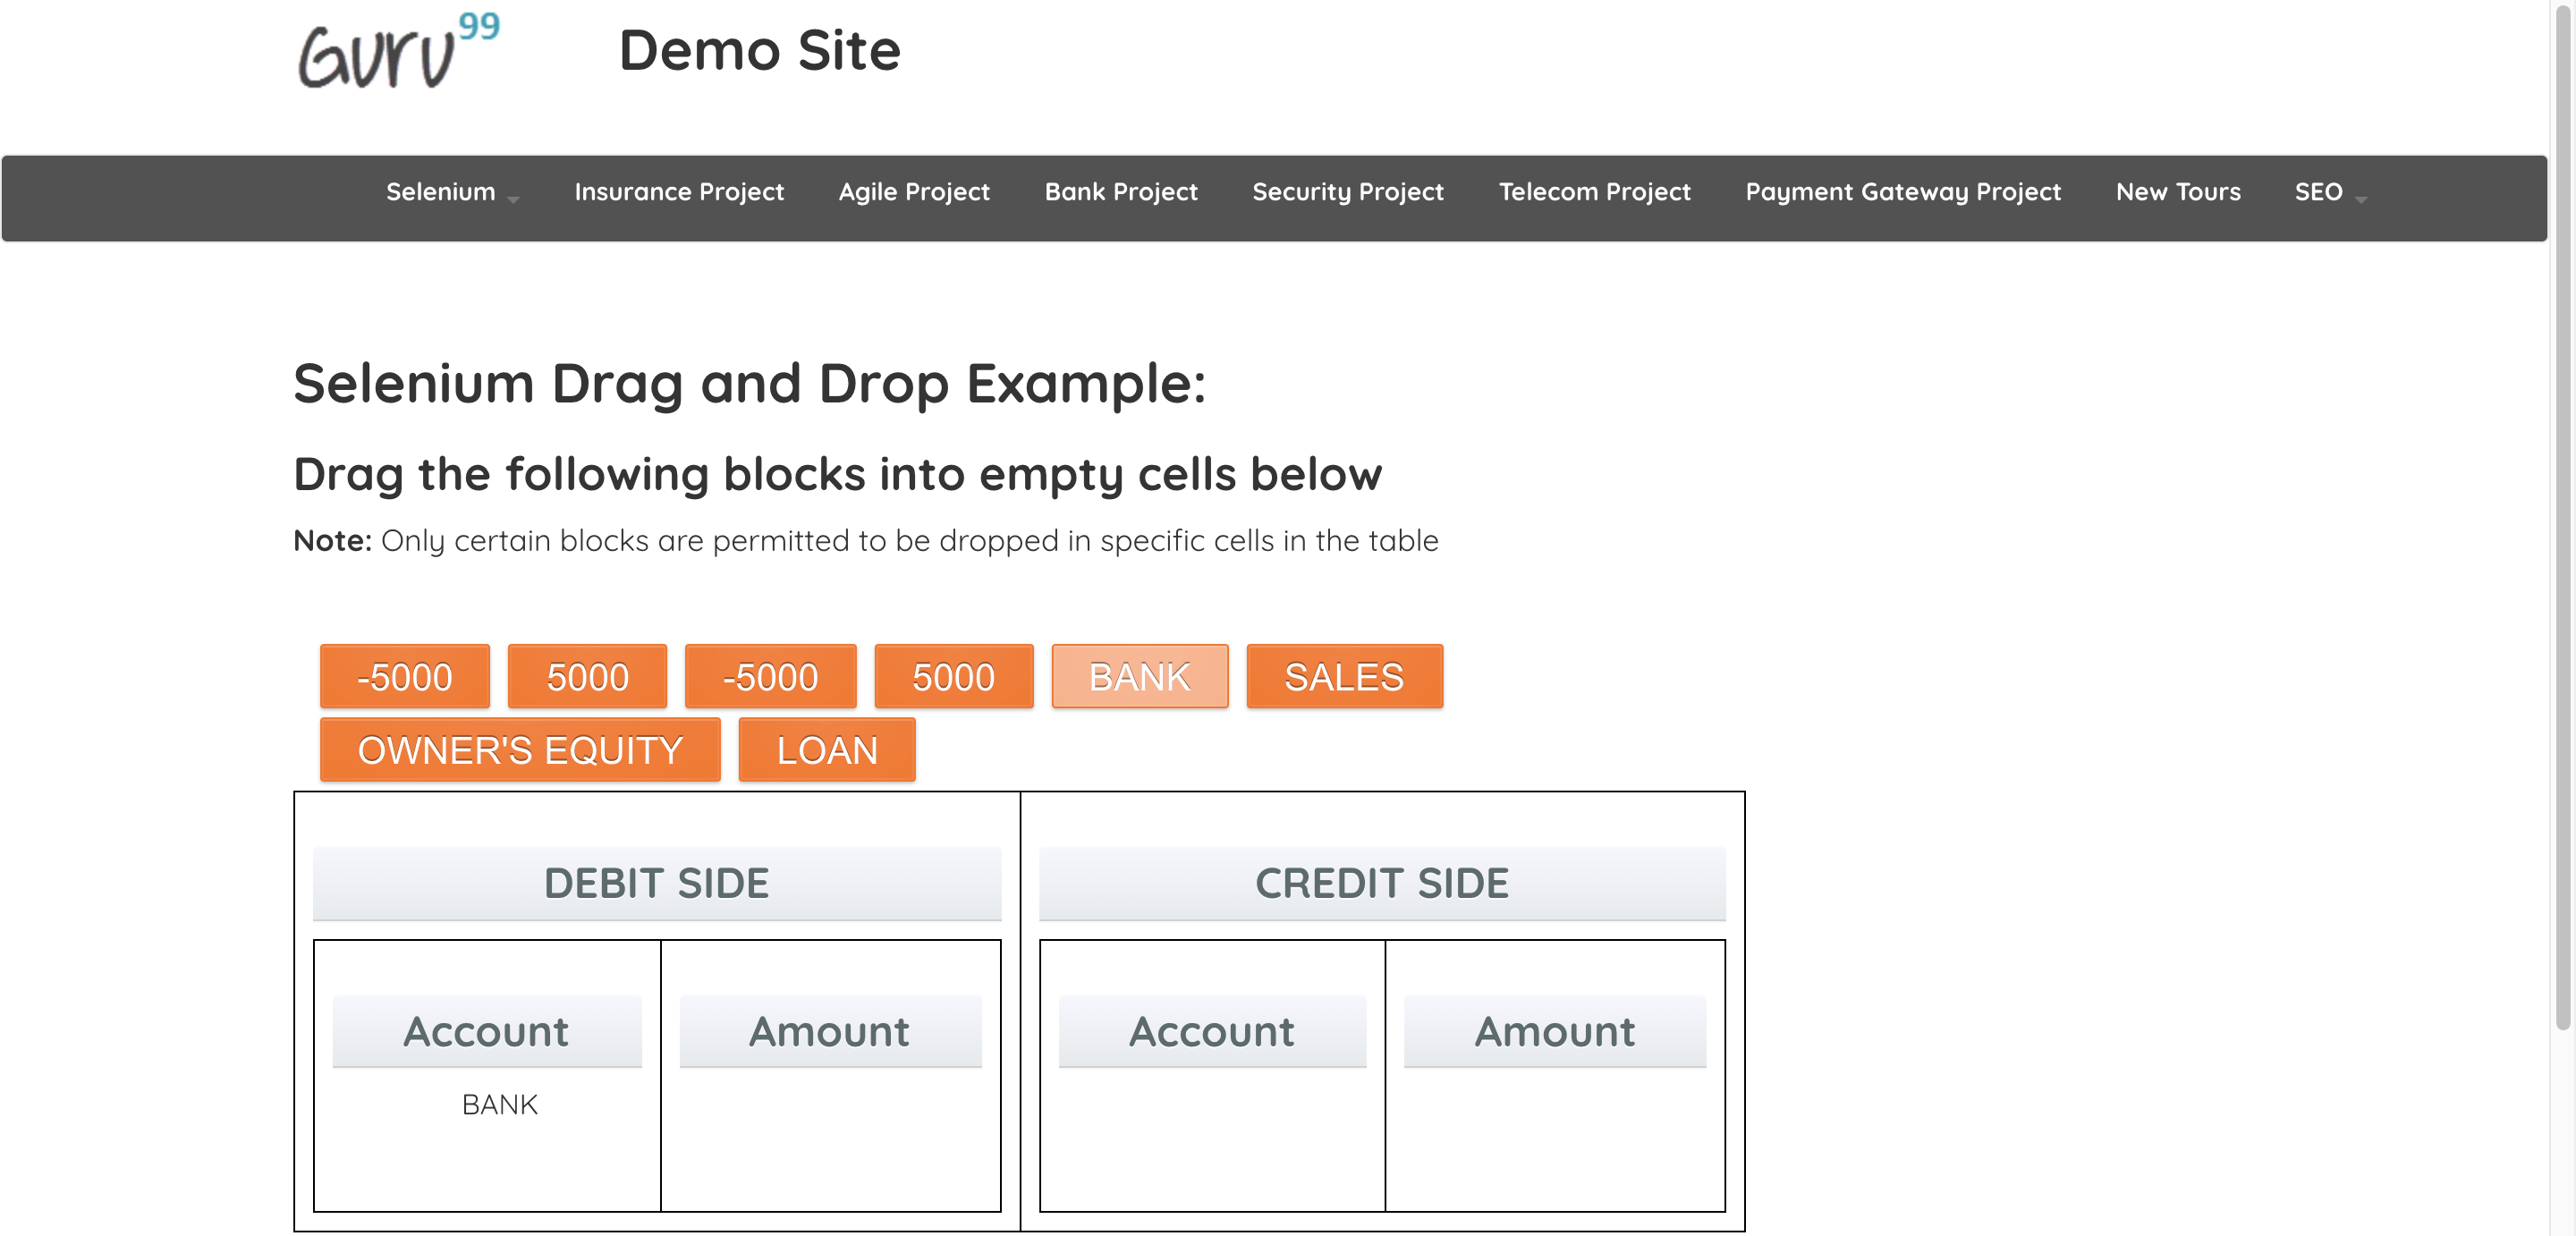 Guru99 Demo Site
Selenium Insurance Project Agile Project Bank Project Security Project Telecom Project Payment Gateway Project New Tours SEO
Selenium Drag and Drop Example:
Drag the following blocks into empty cells below
Note: Only certain blocks are permitted to be dropped in specific cells in the table
-5000 5000 -5000 5000 BANK SALES
OWNER'S EQUITY LOAN
DEBIT SIDE CREDIT SIDE
Account Amount Account Amount
BANK